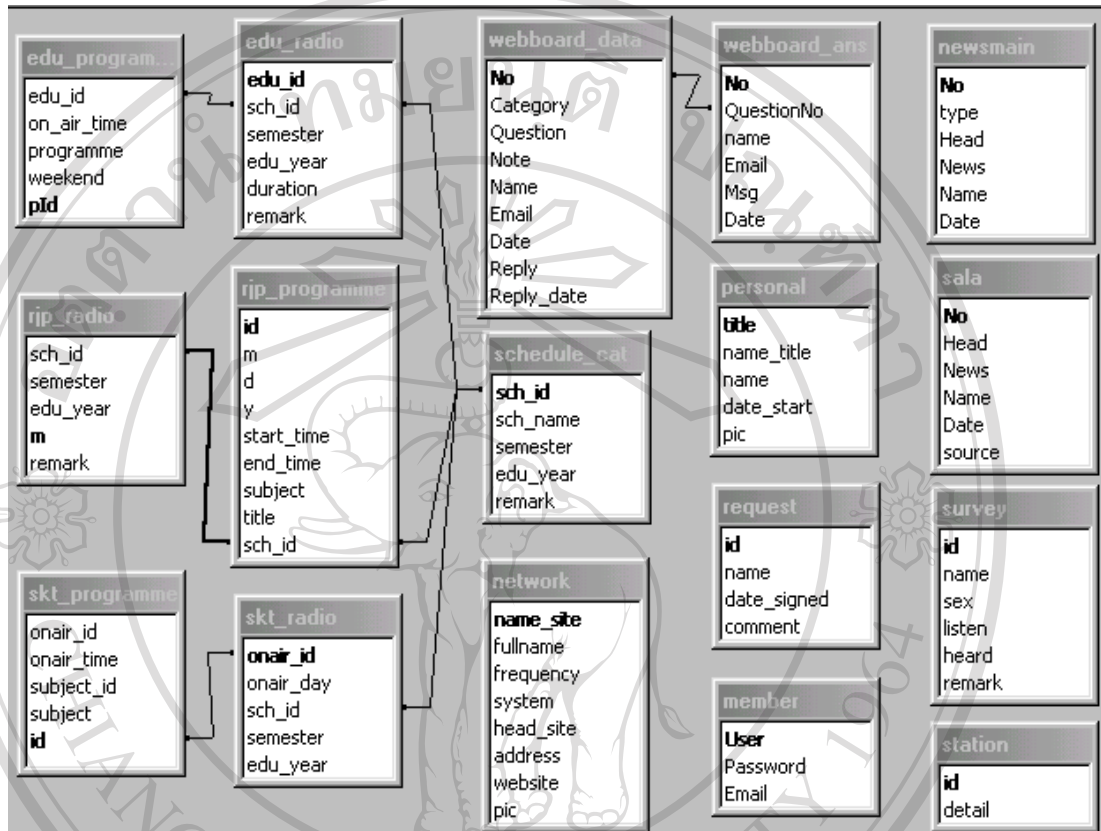 edu_program...
edu_id
on_air_time
programme
weekend
pId
edu_radio
edu_id
sch_id
semester
edu_year
duration
remark
webboard_data
No
Category
Question
Note
Name
Email
Date
Reply
Reply_date
webboard_ans
No
QuestionNo
name
Email
Msg
Date
newsmain
No
type
Head
News
Name
Date
rjp_radio
sch_id
semester
edu_year
m
remark
rjp_programme
id
m
d
y
start_time
end_time
subject
title
sch_id
schedule_cat
sch_id
sch_name
semester
edu_year
remark
personal
title
name_title
name
date_start
pic
sala
No
Head
News
Name
Date
source
skt_programme
onair_id
onair_time
subject_id
subject
id
skt_radio
onair_id
onair_day
sch_id
semester
edu_year
network
name_site
fullname
frequency
system
head_site
address
website
pic
request
id
name
date_signed
comment
survey
id
name
sex
listen
heard
remark
member
User
Password
Email
station
id
detail
1964